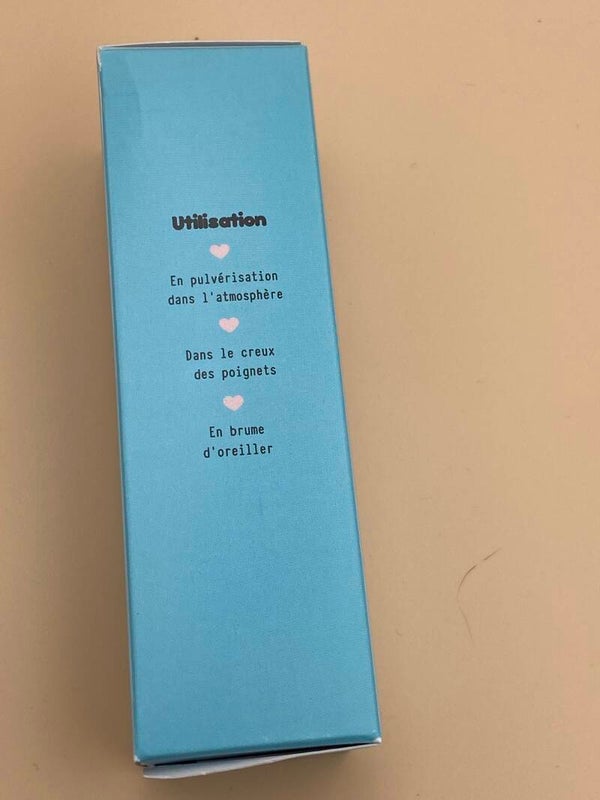 Utilisation
En pulvérisation
dans l'atmosphère
Dans le creux
des poignets
En brume
d'oreiller